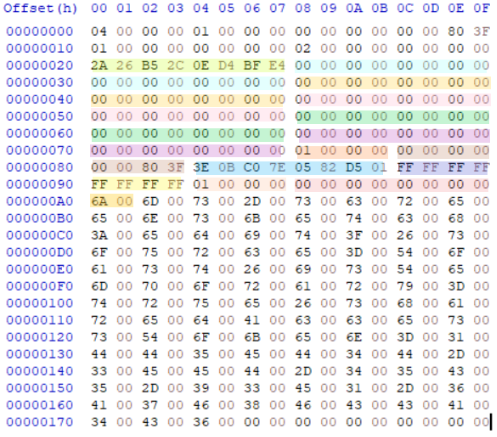 Offset(h) 00 01 02 03 04 05 06 07 08 09 0A 0B 0C 0D 0E 0F
00000000 04 00 00 00 01 00 00 00 00 00 00 00 00 00 80 3F
00000010 01 00 00 00 00 00 00 00 02 00 00 00 00 00 00 00
00000020 2A 26 B5 2C 0E D4 BF E4 00 00 00 00 00 00 00 00
00000030 00 00 00 00 00 00 00 00 00 00 00 00 00 00 00 00
00000040 00 00 00 00 00 00 00 00 00 00 00 00 00 00 00 00
00000050 00 00 00 00 00 00 00 00 00 00 00 00 00 00 00 00
00000060 00 00 00 00 00 00 00 00 00 00 00 00 00 00 00 00
00000070 00 00 00 00 00 00 00 00 01 00 00 00 00 00 00 00
00000080 00 00 80 3F 3E 0B C0 7E 05 82 D5 01 FF FF FF FF
00000090 FF FF FF FF 01 00 00 00 00 00 00 00 00 00 00 00
000000A0 6A 00 6D 00 73 00 2D 00 73 00 63 00 72 00 65 00
000000B0 65 00 6E 00 73 00 6B 00 65 00 74 00 63 00 68 00
000000C0 3A 00 65 00 64 00 69 00 74 00 3F 00 26 00 73 00
000000D0 6F 00 75 00 72 00 63 00 65 00 3D 00 54 00 6F 00
000000E0 61 00 73 00 74 00 26 00 69 00 73 00 54 00 65 00
000000F0 6D 00 70 00 6F 00 72 00 61 00 72 00 79 00 3D 00
00000100 74 00 72 00 75 00 65 00 26 00 73 00 68 00 61 00
00000110 72 00 65 00 64 00 41 00 63 00 63 00 65 00 73 00
00000120 73 00 54 00 6F 00 6B 00 65 00 6E 00 3D 00 31 00
00000130 44 00 44 00 35 00 45 00 44 00 34 00 44 00 2D 00
00000140 33 00 45 00 45 00 44 00 2D 00 34 00 35 00 43 00
00000150 35 00 2D 00 39 00 33 00 45 00 31 00 2D 00 36 00
00000160 41 00 37 00 46 00 38 00 46 00 43 00 43 00 41 00
00000170 34 00 43 00 36 00 00 00 00 00 00 00 00 00 00 00